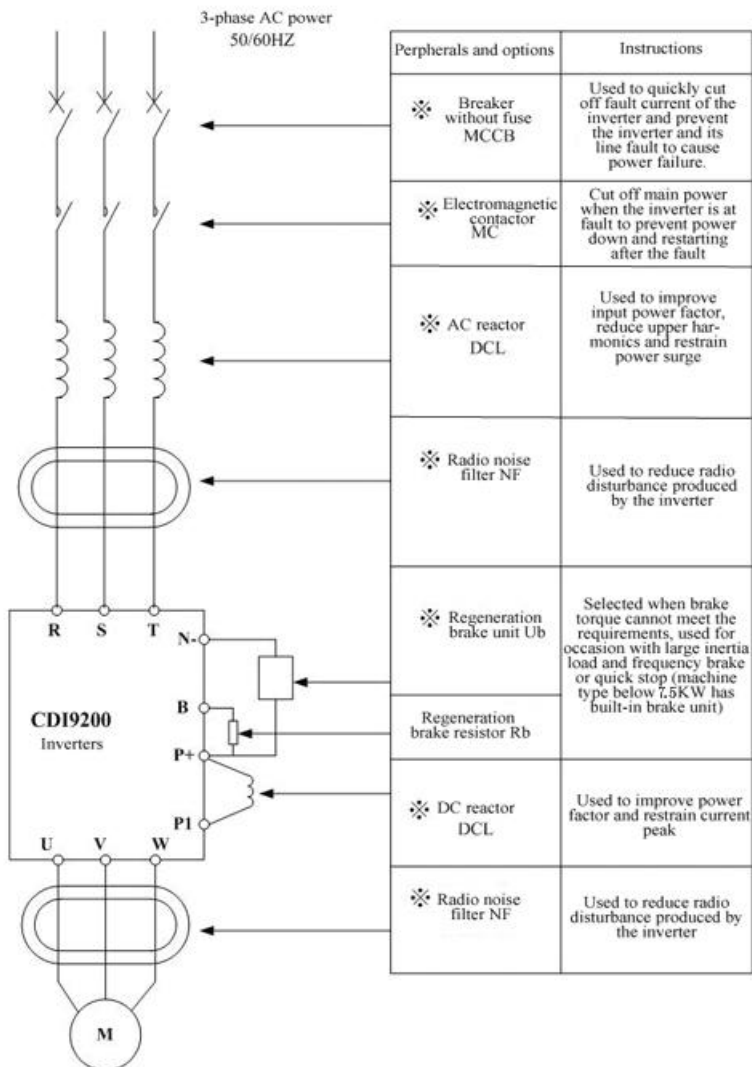 3-phase AC power
50/60HZ
Perpherals and options
Instructions
※ Breaker
without fuse
MCCB
Used to quickly cut
off fault current of the
inverter and prevent
the inverter and its
line fault to cause
power failure.
※ Electromagnetic
contactor
MC
Cut off main power
when the inverter is at
fault to prevent power
down and restarting
after the fault
※ AC reactor
DCL
Used to improve
input power factor,
reduce upper har-
monics and restrain
power surge
※ Radio noise
filter NF
Used to reduce radio
disturbance produced
by the inverter
R S T
N-
B
P+
P1
CDI9200
Inverters
U V W
※ Regeneration
brake unit Ub
Selected when brake
torque cannot meet the
requirements, used for
occasion with large inertia
load and frequency brake
or quick stop (machine
type below 7.5KW has
built-in brake unit)
Regeneration
brake resistor Rb
※ DC reactor
DCL
Used to improve power
factor and restrain current
peak
※ Radio noise
filter NF
Used to reduce radio
disturbance produced by
the inverter
M